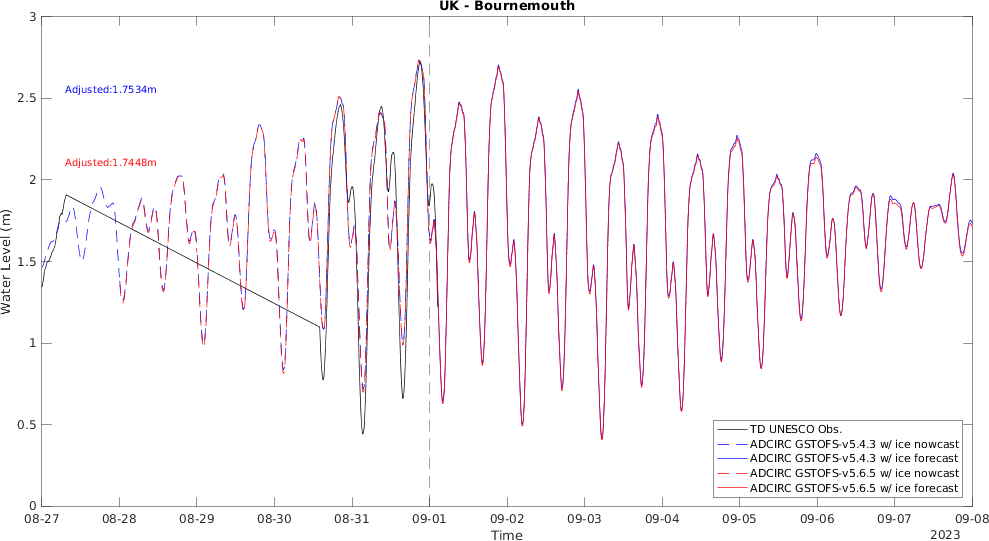 UK - Bournemouth
3
2.5
2
1.5
1
0.5
0
Water Level (m)
Adjusted:1.7534m
Adjusted:1.7448m
TD UNESCO Obs.
ADCIRC GSTOFS-v5.4.3 w/ ice nowcast
ADCIRC GSTOFS-v5.4.3 w/ ice forecast
ADCIRC GSTOFS-v5.6.5 w/ ice nowcast
ADCIRC GSTOFS-v5.6.5 w/ ice forecast
08-27 08-28 08-29 08-30 08-31 09-01 09-02 09-03 09-04 09-05 09-06 09-07 09-08
Time
2023